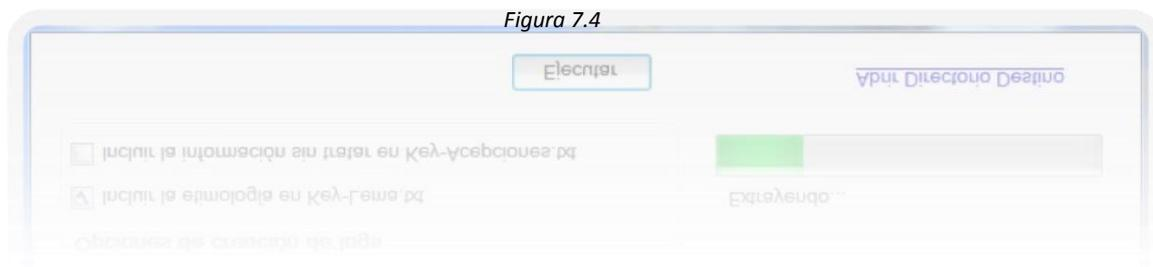 Figura 7.4
Ejecutar
Abrir Directorio Destino
Incluir la información sin tratar en Key-Acepciones.txt
Incluir la etimología en Key-Lema.txt
Extrayendo...
Opciones de creación de logs